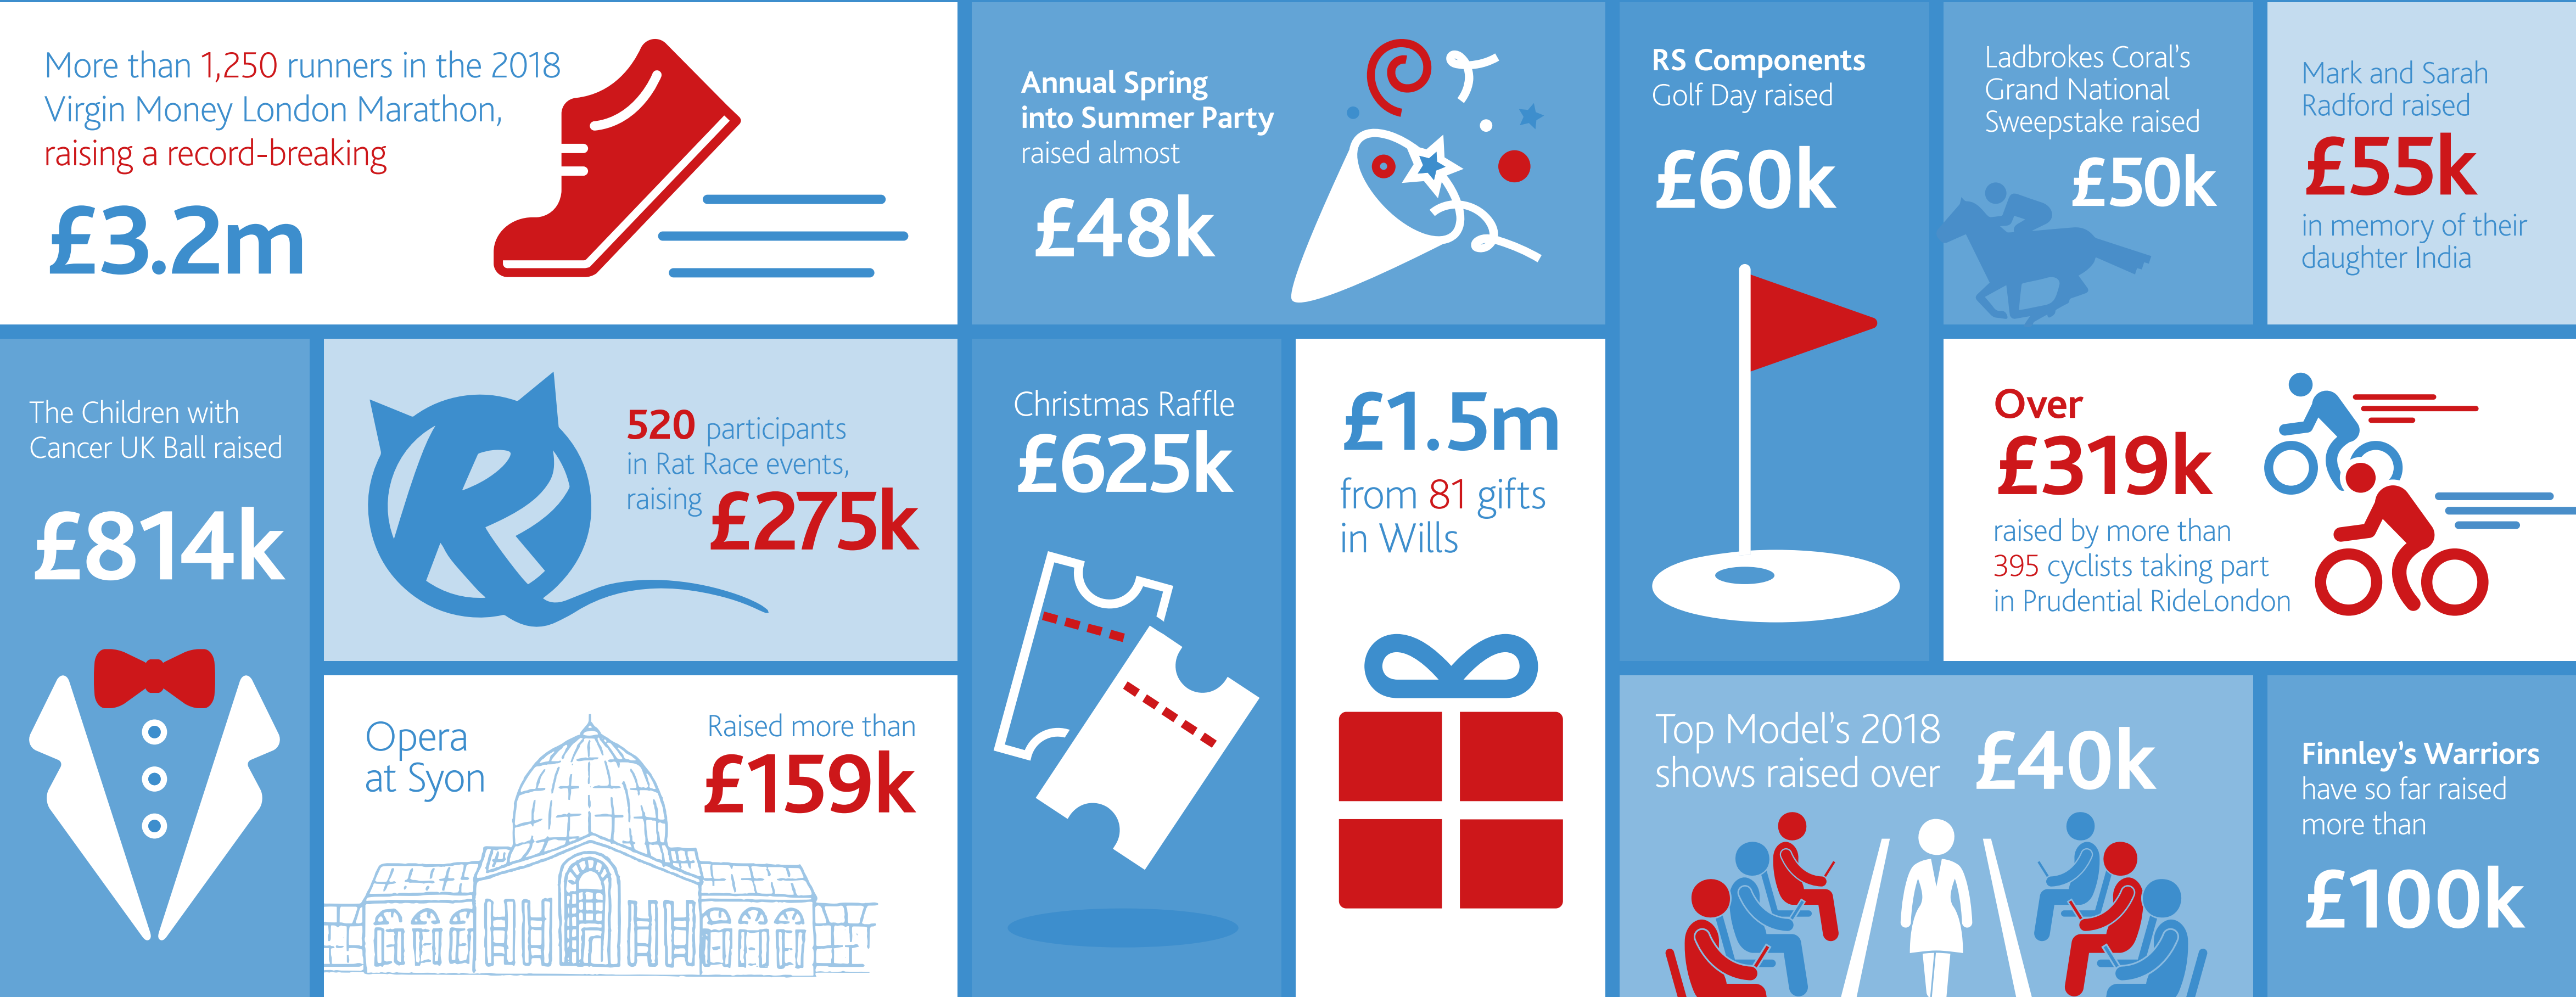 More than 1,250 runners in the 2018
Virgin Money London Marathon,
raising a record-breaking
£3.2m
Annual Spring
into Summer Party
raised almost
£48k
RS Components
Golf Day raised
£60k
Ladbrokes Coral's
Grand National
Sweepstake raised
£50k
Mark and Sarah
Radford raised
£55k
in memory of their
daughter India
The Children with
Cancer UK Ball raised
£814k
R
520 participants
in Rat Race events,
raising £275k
Christmas Raffle
£625k
£1.5m
from 81 gifts
in Wills
Over
£319k
raised by more than
395 cyclists taking part
in Prudential RideLondon
Opera
at Syon
Raised more than
£159k
Top Model's 2018
shows raised over
£40k
Finnley's Warriors
have so far raised
more than
£100k